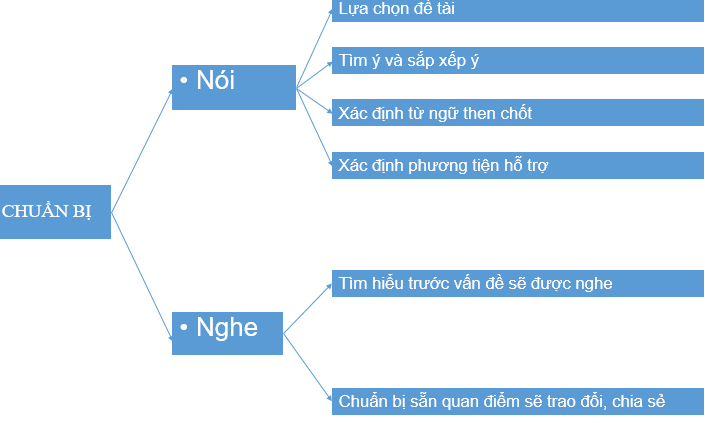 Lựa chọn đề tài
Tìm ý và sắp xếp ý
• Nói
Xác định từ ngữ then chốt
Xác định phương tiện hỗ trợ
CHUẨN BỊ
Tìm hiểu trước vấn đề sẽ được nghe
• Nghe
Chuẩn bị sẵn quan điểm sẽ trao đổi, chia sẻ